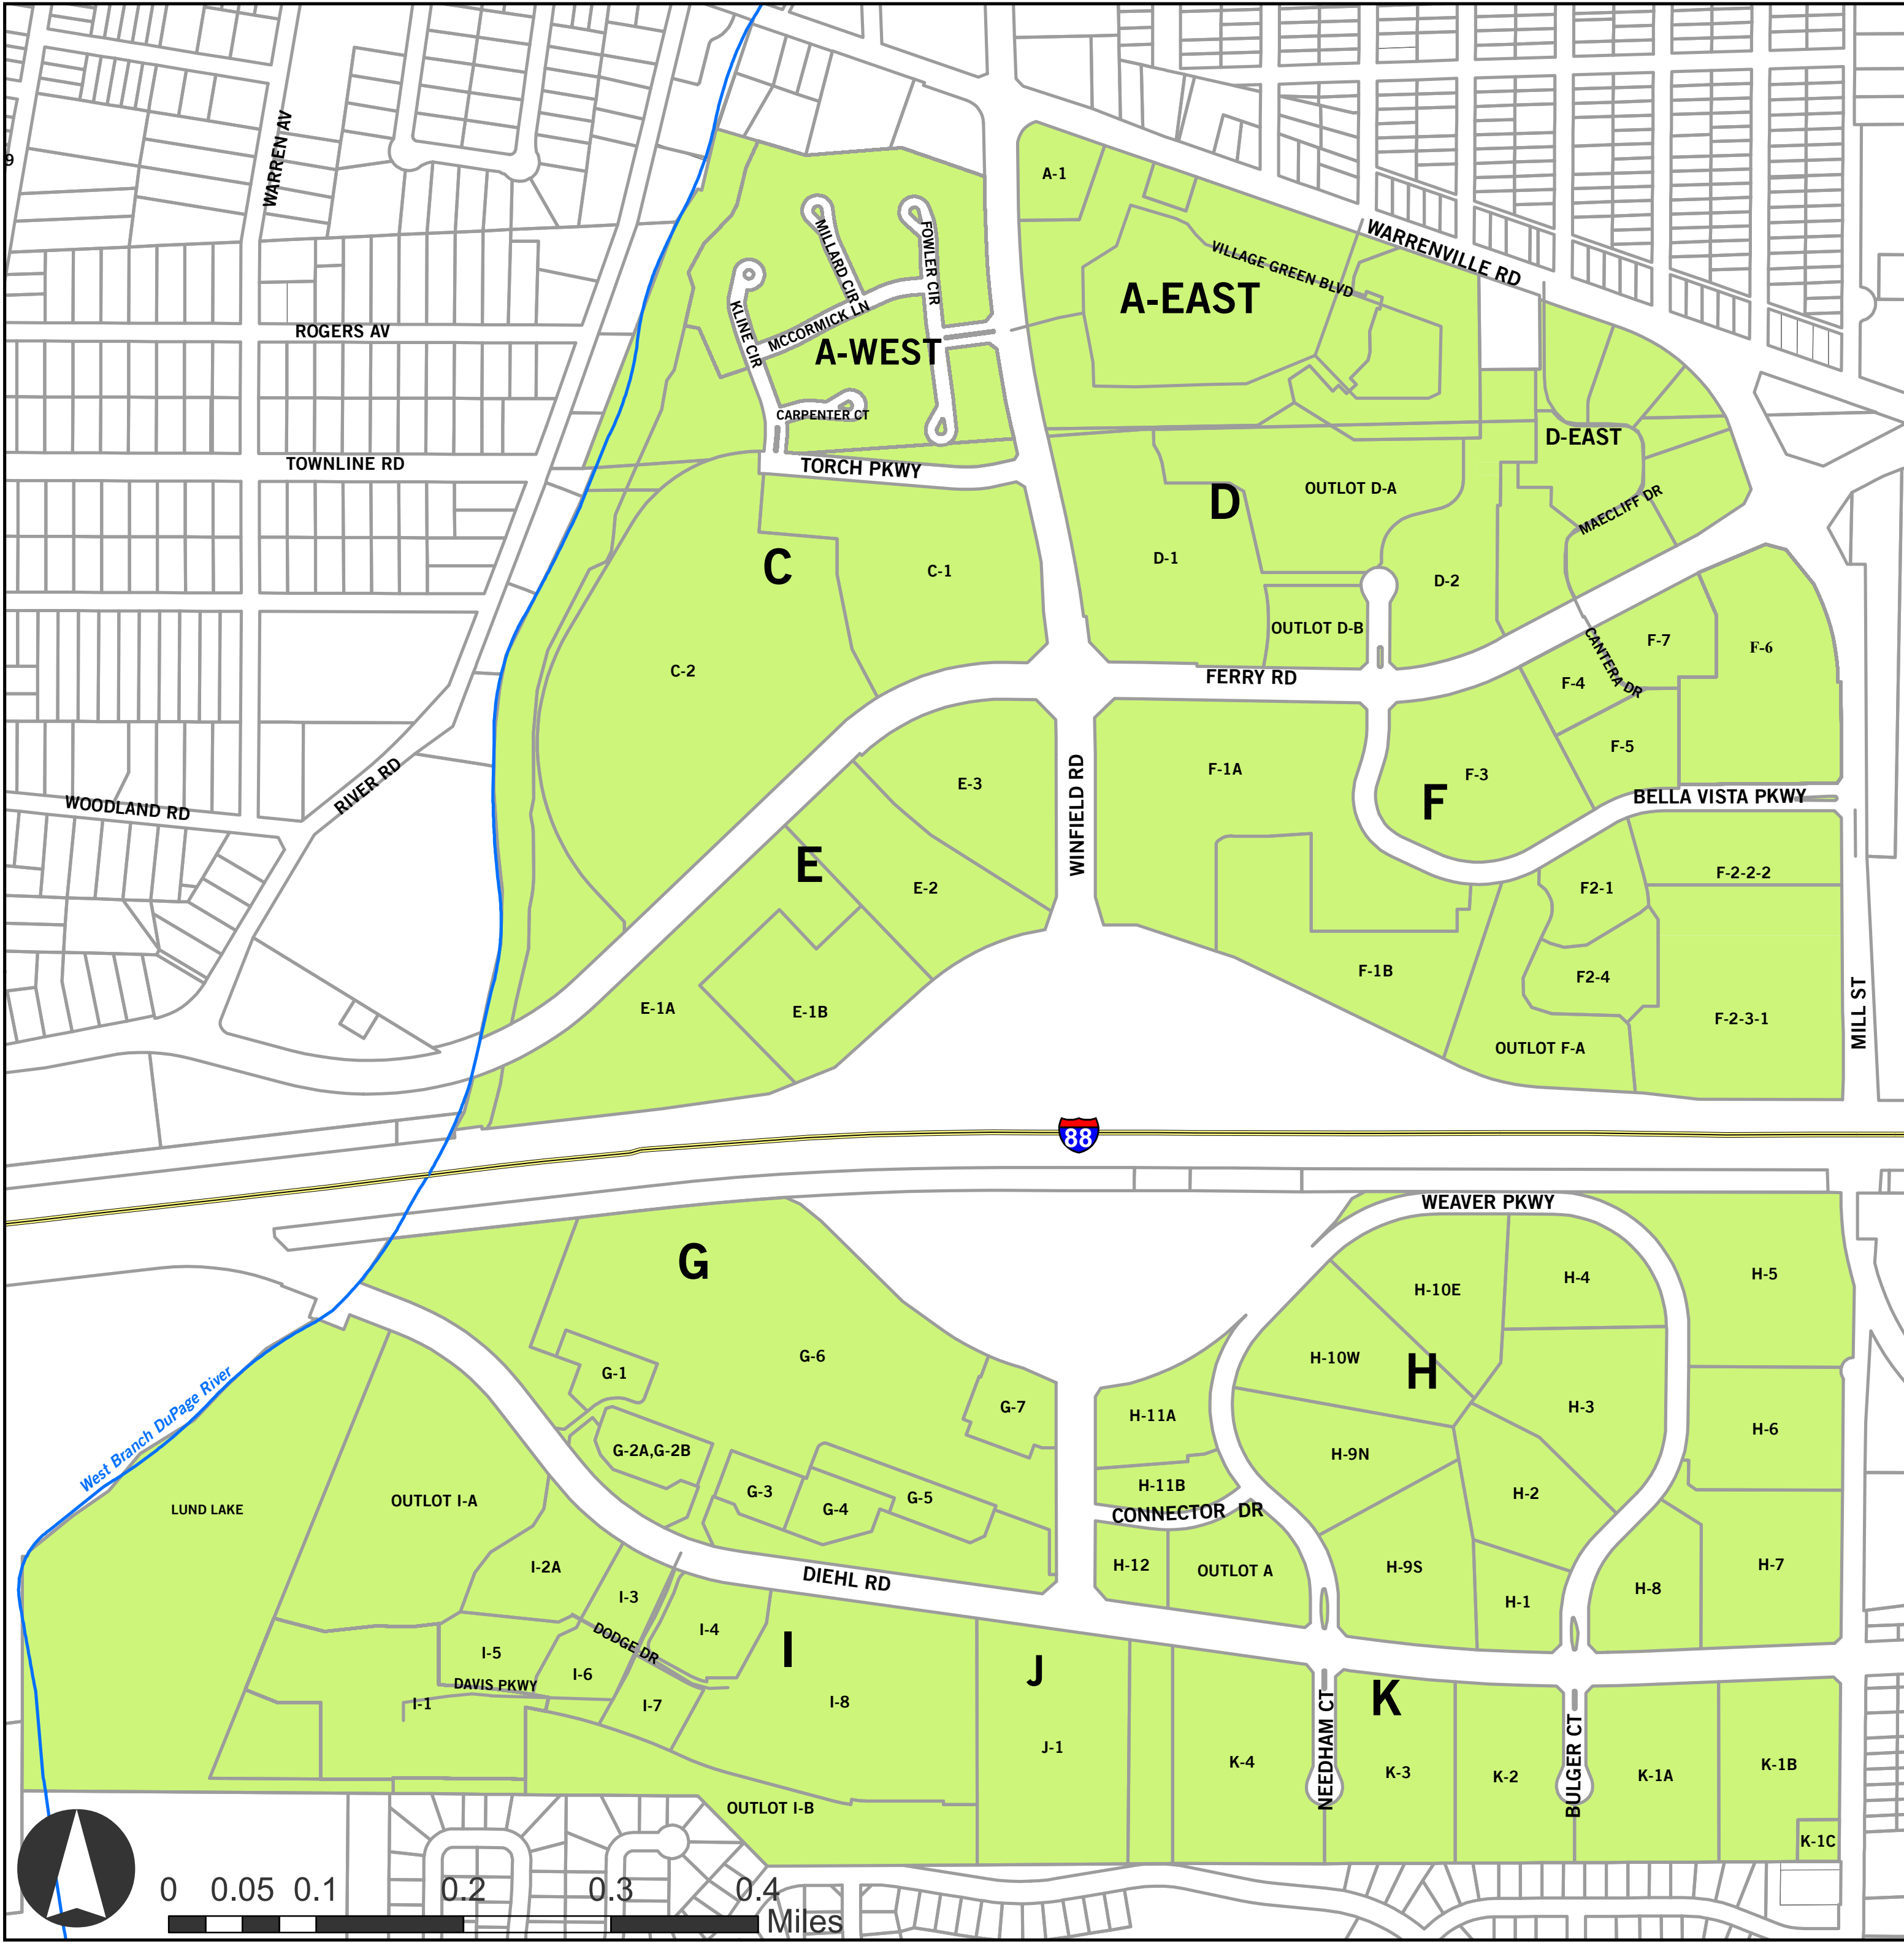 9
WARREN AV
A-1
MILLARD CIR
FOWLER CIR
WARRENVILLE RD
VILLAGE GREEN BLVD
A-EAST
KLINE CIR
MCCORMICK LN
ROGERS AV
A-WEST
CARPENTER CT
D-EAST
TOWNLINE RD
TORCH PKWY
OUTLOT D-A
D
MAECLIFF DR
C
C-1
D-1
D-2
OUTLOT D-B
CANTERA DR
F-7
F-6
C-2
FERRY RD
F-4
F-5
RIVER RD
E-3
F-1A
F-3
WOODLAND RD
WINFIELD RD
F
BELLA VISTA PKWY
E
E-2
F2-1
F-2-2-2
F-1B
F2-4
E-1A
E-1B
F-2-3-1
MILL ST
OUTLOT F-A
88
WEAVER PKWY
G
H-10E
H-4
H-5
G-6
H-10W
H
G-1
G-7
H-11A
H-3
H-6
West Branch DuPage River
G-2A,G-2B
H-9N
H-11B
G-3
G-5
H-2
LUND LAKE
OUTLOT I-A
G-4
CONNECTOR DR
I-2A
H-12
OUTLOT A
H-9S
H-7
DIEHL RD
I-3
H-1
H-8
I-4
DODGE DR
I
I-5
J
I-6
DAVIS PKWY
I-1
I-7
I-8
K
NEEDHAM CT
BULGER CT
J-1
K-4
K-3
K-2
K-1A
K-1B
OUTLOT I-B
K-1C
0 0.05 0.1 0.2 0.3 0.4
Miles